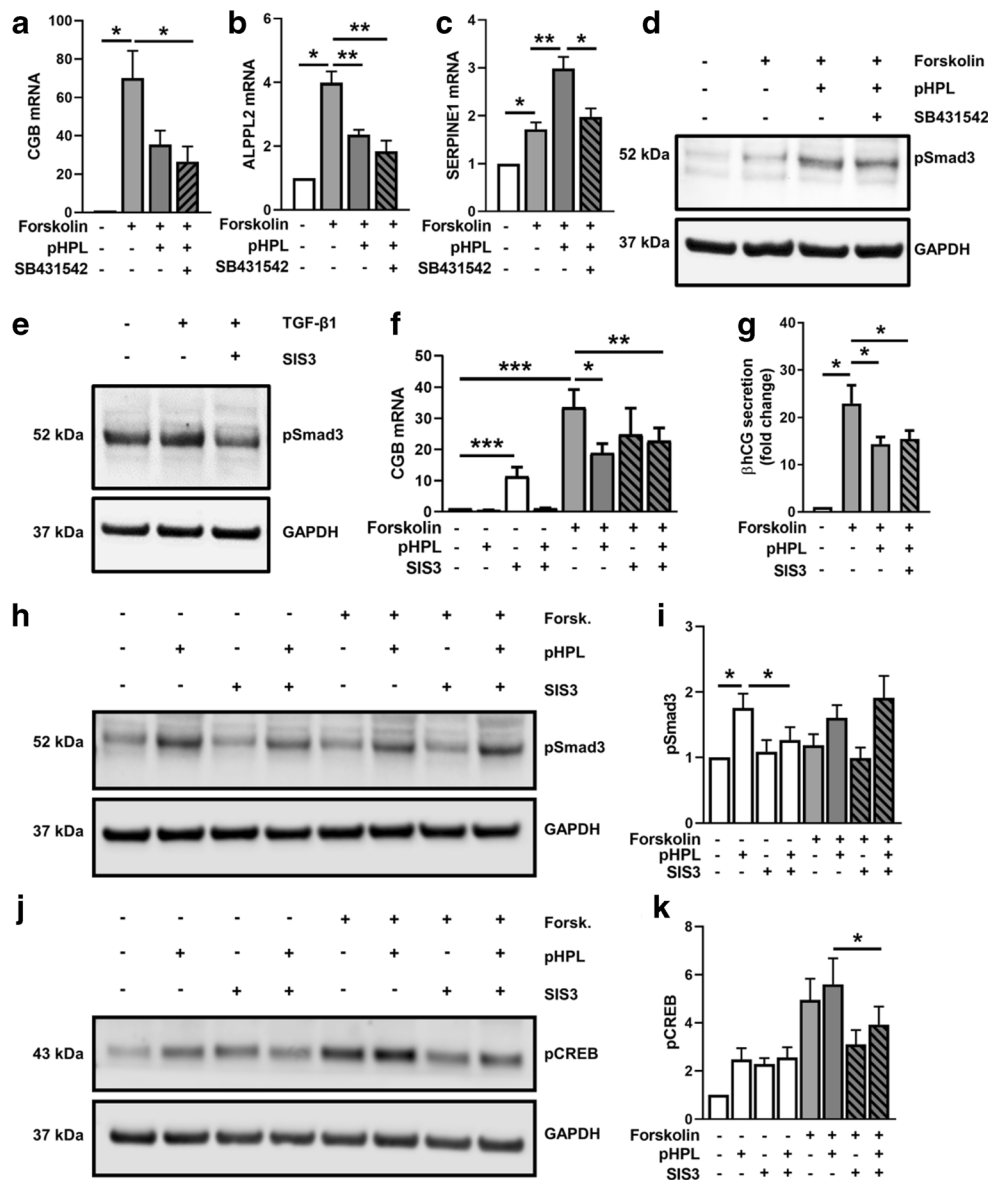 a
CGB mRNA
100
80
60
40
20
0
*
*
Forskolin - + + +
pHPL - - + +
SB431542 - - - +
b
ALPPL2 mRNA
6
4
2
0
*
**
**
Forskolin - + + +
pHPL - - + +
SB431542 - - - +
c
SERPINE1 mRNA
4
3
2
1
0
*
**
*
Forskolin - + + +
pHPL - - + +
SB431542 - - - +
d
- + + + Forskolin
- - + + pHPL
- - - + SB431542
52 kDa pSmad3
37 kDa GAPDH
e
- + + TGF-β1
- - + SIS3
52 kDa pSmad3
37 kDa GAPDH
f
CGB mRNA
50
40
30
20
10
0
***
***
*
**
Forskolin - - - - + + + +
pHPL - + - + - + - +
SIS3 - - + + - - + +
g
βhCG secretion
(fold change)
40
30
20
10
0
*
*
*
Forskolin - + + +
pHPL - - + +
SIS3 - - - +
h
- - - - + + + + Forsk.
- + - + - + - + pHPL
- - + + - - + + SIS3
52 kDa pSmad3
37 kDa GAPDH
i
pSmad3
3
2
1
0
*
*
Forskolin - - - - + + + +
pHPL - + - + - + - +
SIS3 - - + + - - + +
j
- - - - + + + + Forsk.
- + - + - + - + pHPL
- - + + - - + + SIS3
43 kDa pCREB
37 kDa GAPDH
k
pCREB
8
6
4
2
0
*
Forskolin - - - - + + + +
pHPL - + - + - + - +
SIS3 - - + + - - + +